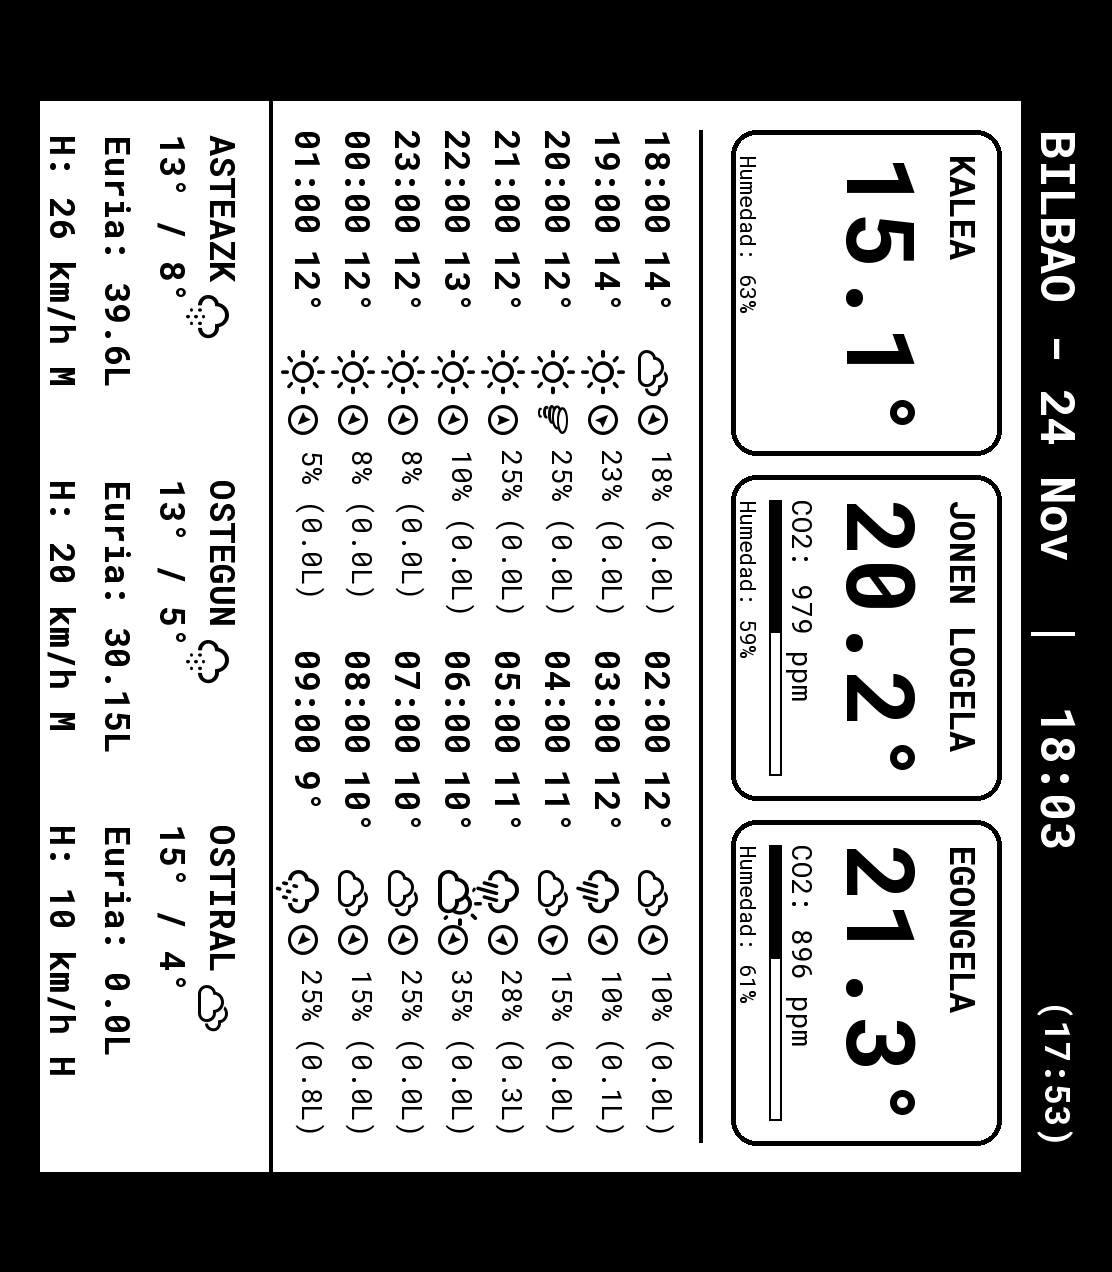 BILBAO - 24 Nov | 18:03 (17:53)
KALEA
15.1°
Humedad: 63%
JONEN LOGELA
20.2°
CO2: 979 ppm
Humedad: 59%
EGONGELA
21.3°
CO2: 896 ppm
Humedad: 61%
18:00 14° 18% (0.0L)
19:00 14° 23% (0.0L)
20:00 12° 25% (0.0L)
21:00 12° 25% (0.0L)
22:00 13° 10% (0.0L)
23:00 12° 8% (0.0L)
00:00 12° 8% (0.0L)
01:00 12° 5% (0.0L)
02:00 12° 10% (0.0L)
03:00 12° 10% (0.1L)
04:00 11° 15% (0.0L)
05:00 11° 28% (0.3L)
06:00 10° 35% (0.0L)
07:00 10° 25% (0.0L)
08:00 10° 15% (0.0L)
09:00 9° 25% (0.8L)
ASTEAZK
13° / 8°
Euria: 39.6L
H: 26 km/h M
OSTEGUN
13° / 5°
Euria: 30.15L
H: 20 km/h M
OSTIRAL
15° / 4°
Euria: 0.0L
H: 10 km/h H